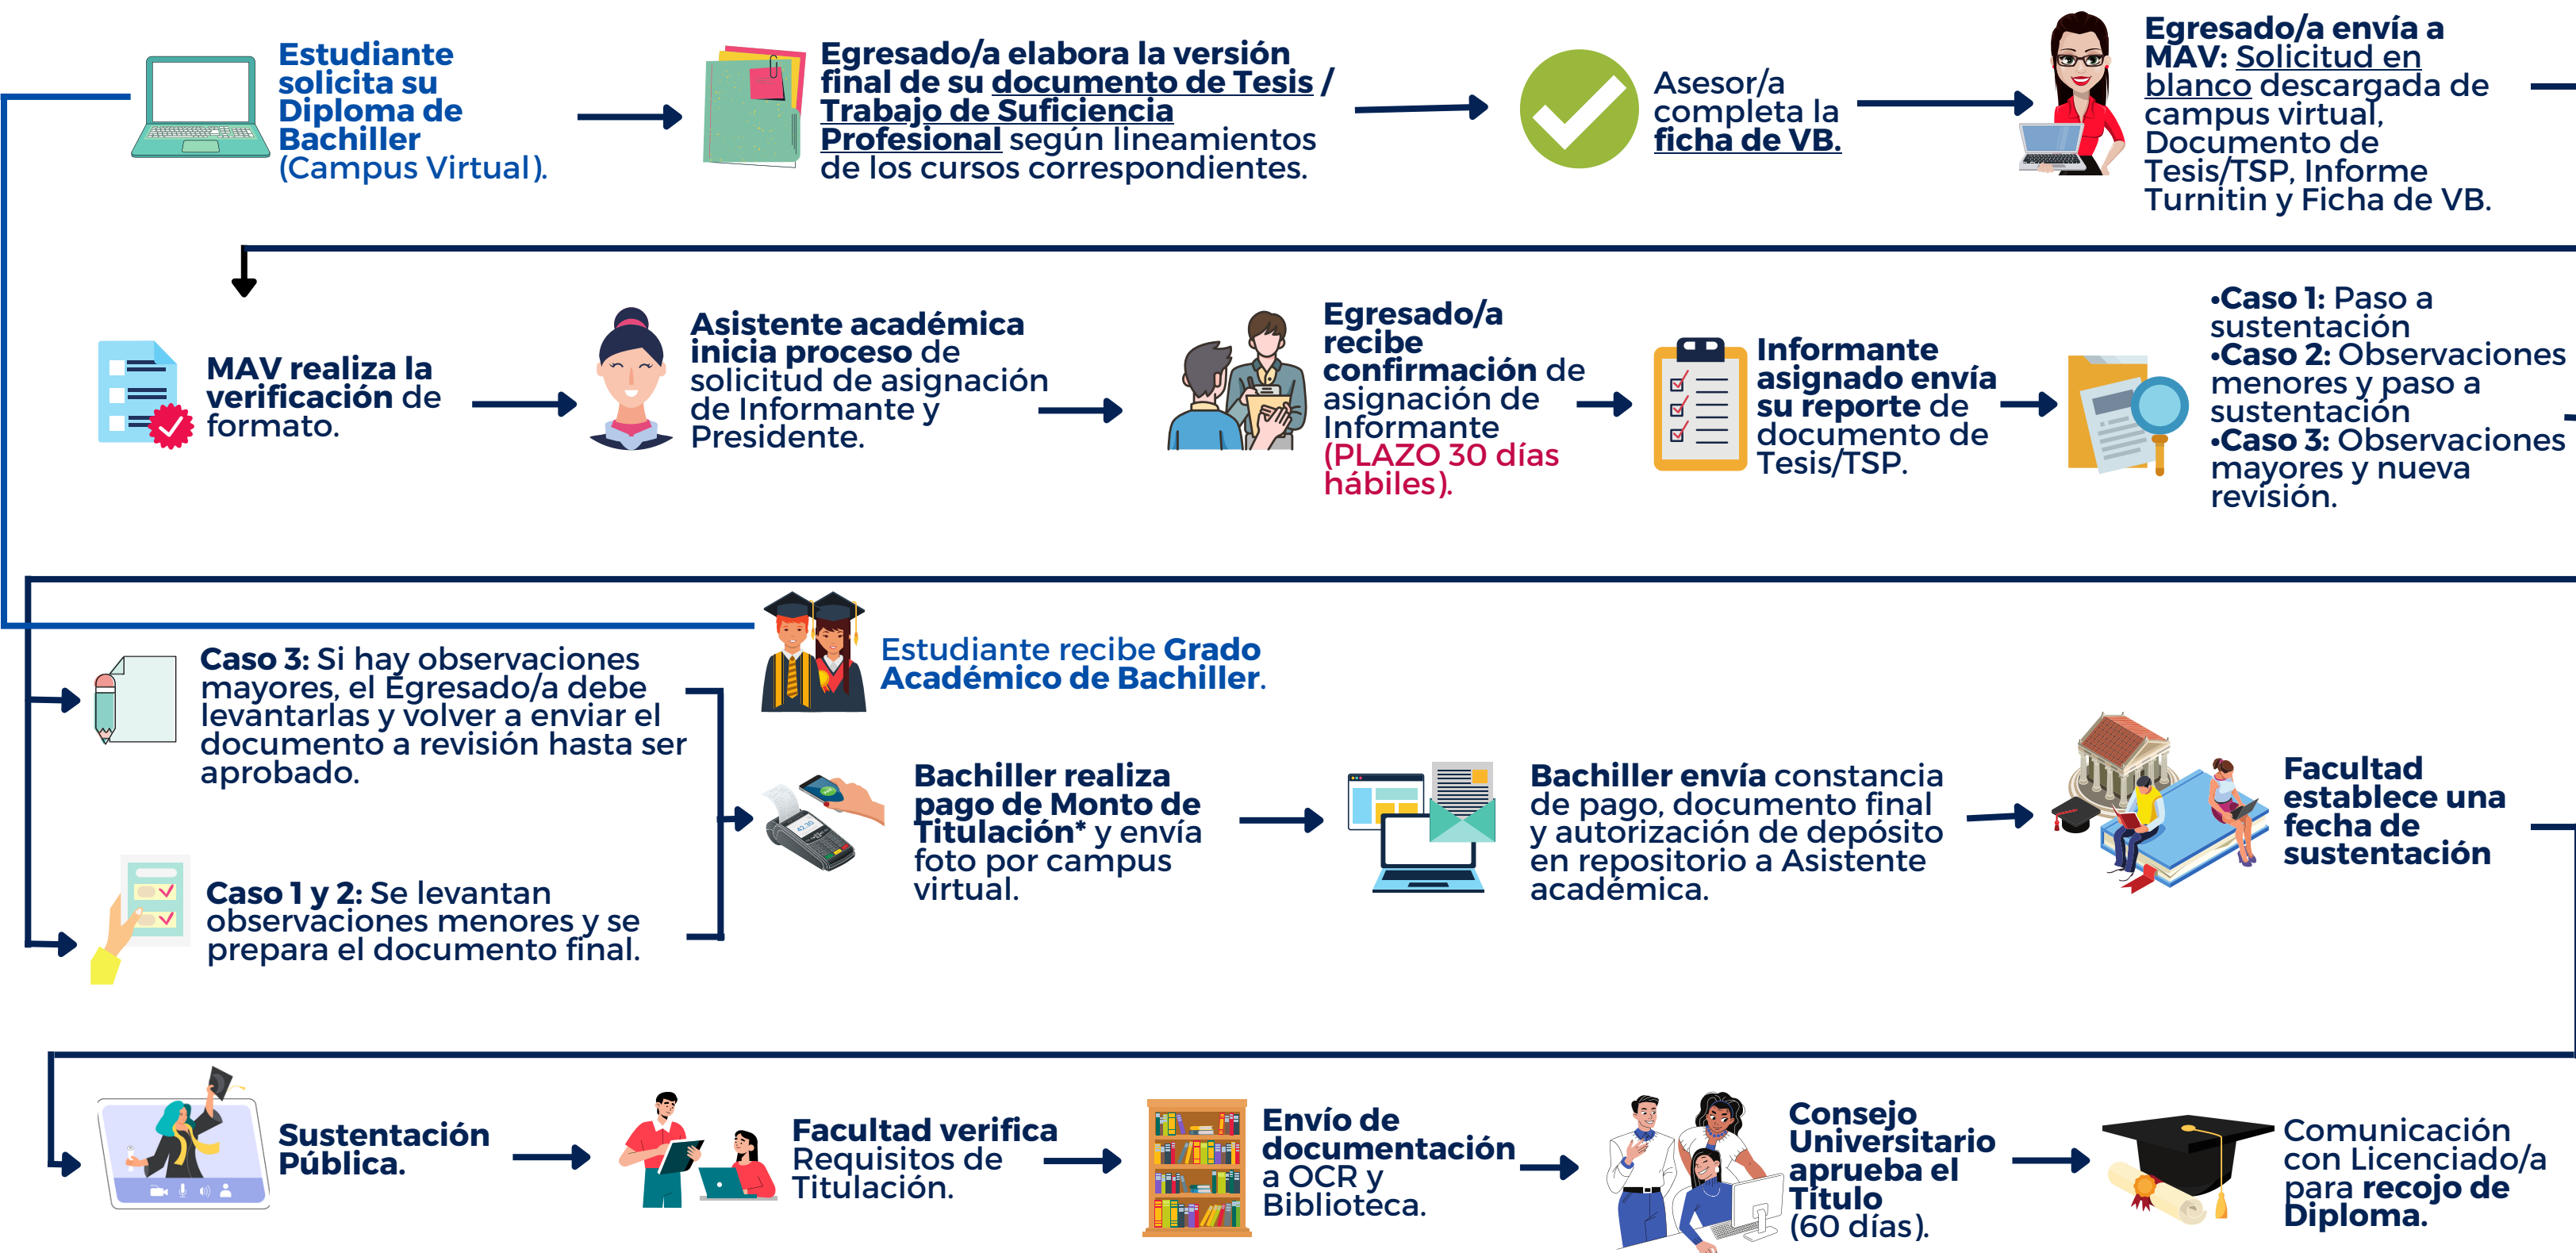 Estudiante
solicita su
Diploma de
Bachiller
(Campus Virtual).
Egresado/a elabora la versión
final de su documento de Tesis /
Trabajo de Suficiencia
Profesional según lineamientos
de los cursos correspondientes.
Asesor/a
completa la
ficha de VB.
Egresado/a envía a
MAV: Solicitud en
blanco descargada de
campus virtual,
Documento de
Tesis/TSP, Informe
Turnitin y Ficha de VB.
MAV realiza la
verificación de
formato.
Asistente académica
inicia proceso de
solicitud de asignación
de Informante y
Presidente.
Egresado/a
recibe
confirmación de
asignación de
Informante
(PLAZO 30 días
hábiles).
Informante
asignado envía
su reporte de
documento de
Tesis/TSP.
•Caso 1: Paso a
sustentación
•Caso 2: Observaciones
menores y paso a
sustentación
•Caso 3: Observaciones
mayores y nueva
revisión.
Estudiante recibe Grado
Académico de Bachiller.
Caso 3: Si hay observaciones
mayores, el Egresado/a debe
levantarlas y volver a enviar el
documento a revisión hasta ser
aprobado.
Caso 1 y 2: Se levantan
observaciones menores y se
prepara el documento final.
42.30
Bachiller realiza
pago de Monto de
Titulación* y envía
foto por campus
virtual.
Bachiller envía constancia
de pago, documento final
y autorización de depósito
en repositorio a Asistente
académica.
Facultad
establece una
fecha de
sustentación
Sustentación
Pública.
Facultad verifica
Requisitos de
Titulación.
Envío de
documentación
a OCR y
Biblioteca.
Consejo
Universitario
aprueba el
Título
(60 días).
Comunicación
con Licenciado/a
para recojo de
Diploma.